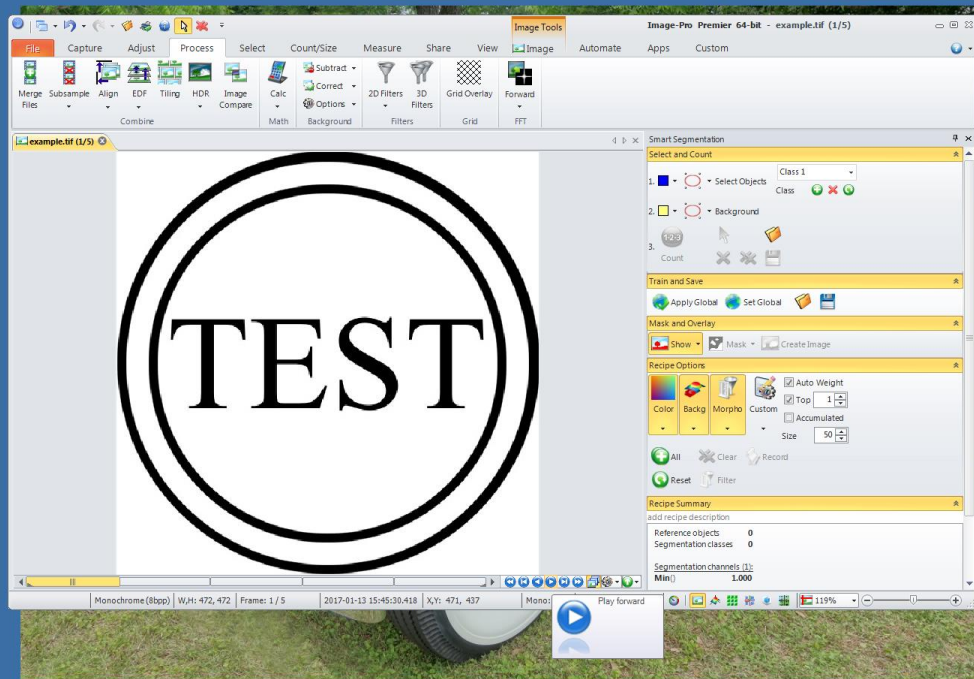 Image Tools
Image-Pro Premier 64-bit - example.tif (1/5)
File Capture Adjust Process Select Count/Size Measure Share View Image Automate Apps Custom
Merge Files Subsample Align EDF Tiling HDR Image Compare
Calc
Subtract
Correct
Options
2D Filters 3D Filters Grid Overlay Forward
Combine Math Background Filters Grid FFT
example.tif (1/5)
TEST
Smart Segmentation
Select and Count
1. Select Objects Class 1
Class
2. Background
3. 1-2-3
Count
Train and Save
Apply Global Set Global
Mask and Overlay
Show Mask Create Image
Recipe Options
Color Backg Morpho Custom
Auto Weight
Top 1
Accumulated
Size 50
All Clear Record
Reset Filter
Recipe Summary
add recipe description
Reference objects 0
Segmentation classes 0
Segmentation channels (1):
Min() 1.000
Monochrome (8bpp) W,H: 472, 472 Frame: 1 / 5 2017-01-13 15:45:30.418 X,Y: 471, 437 Mono: 119%
Play forward